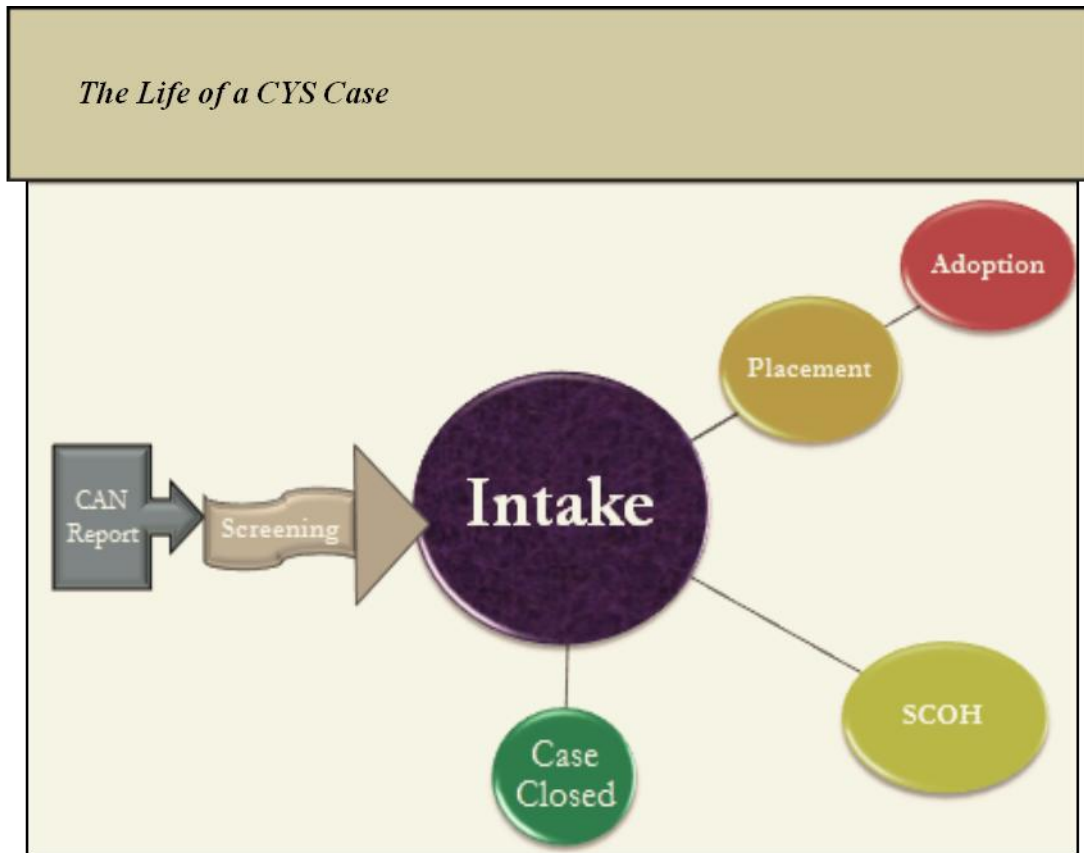 The Life of a CYS Case
Adoption
Placement
CAN
Report
Screening
Intake
SCOH
Case
Closed